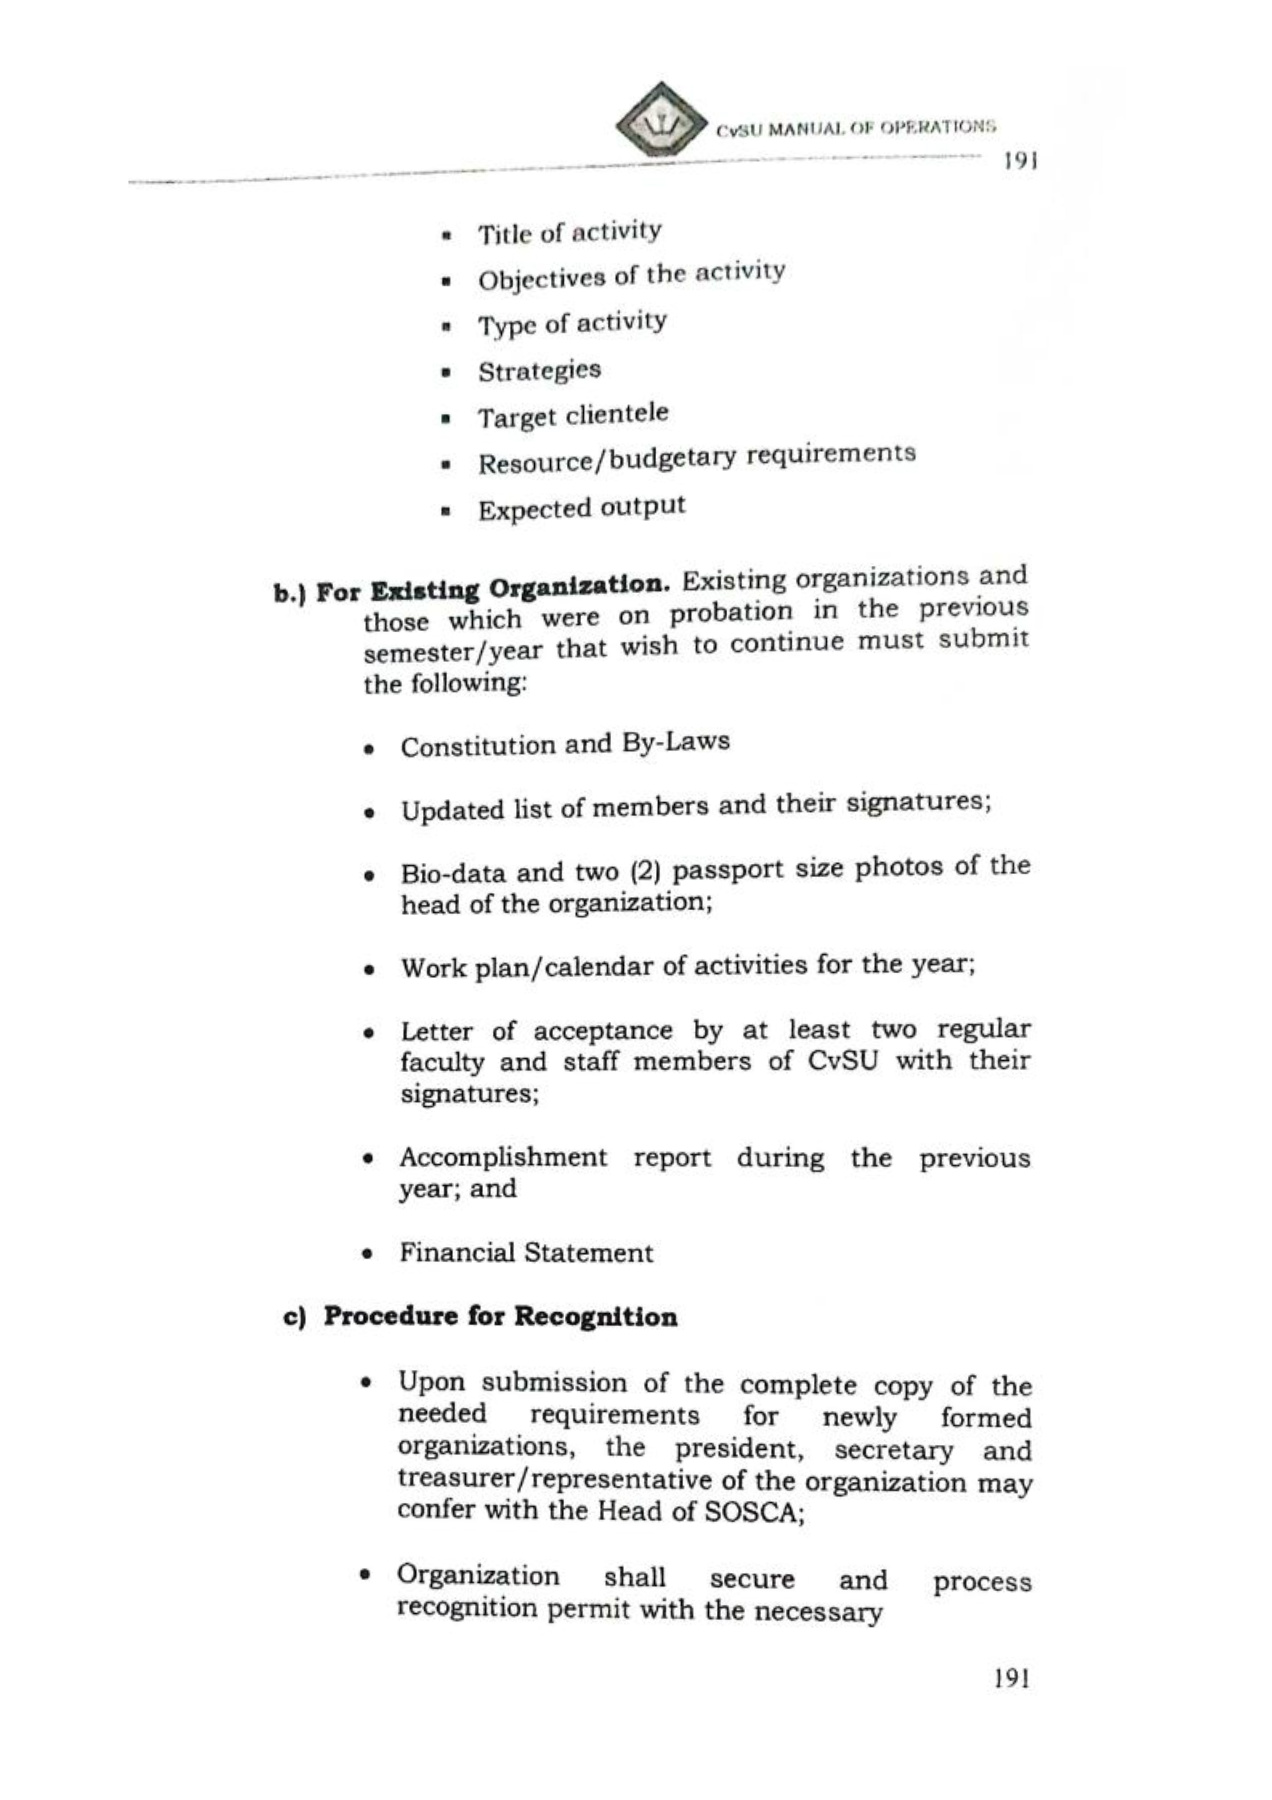 CvSU MANUAL OF OPERATIONS
191
▪ Title of activity
▪ Objectives of the activity
▪ Type of activity
▪ Strategies
▪ Target clientele
▪ Resource/budgetary requirements
▪ Expected output
b.) For Existing Organization. Existing organizations and
those which were on probation in the previous
semester/year that wish to continue must submit
the following:
• Constitution and By-Laws
• Updated list of members and their signatures;
• Bio-data and two (2) passport size photos of the
head of the organization;
• Work plan/calendar of activities for the year;
• Letter of acceptance by at least two regular
faculty and staff members of CvSU with their
signatures;
• Accomplishment report during the previous
year; and
• Financial Statement
c) Procedure for Recognition
• Upon submission of the complete copy of the
needed requirements for newly formed
organizations, the president, secretary and
treasurer/representative of the organization may
confer with the Head of SOSCA;
• Organization shall secure and process
recognition permit with the necessary
191